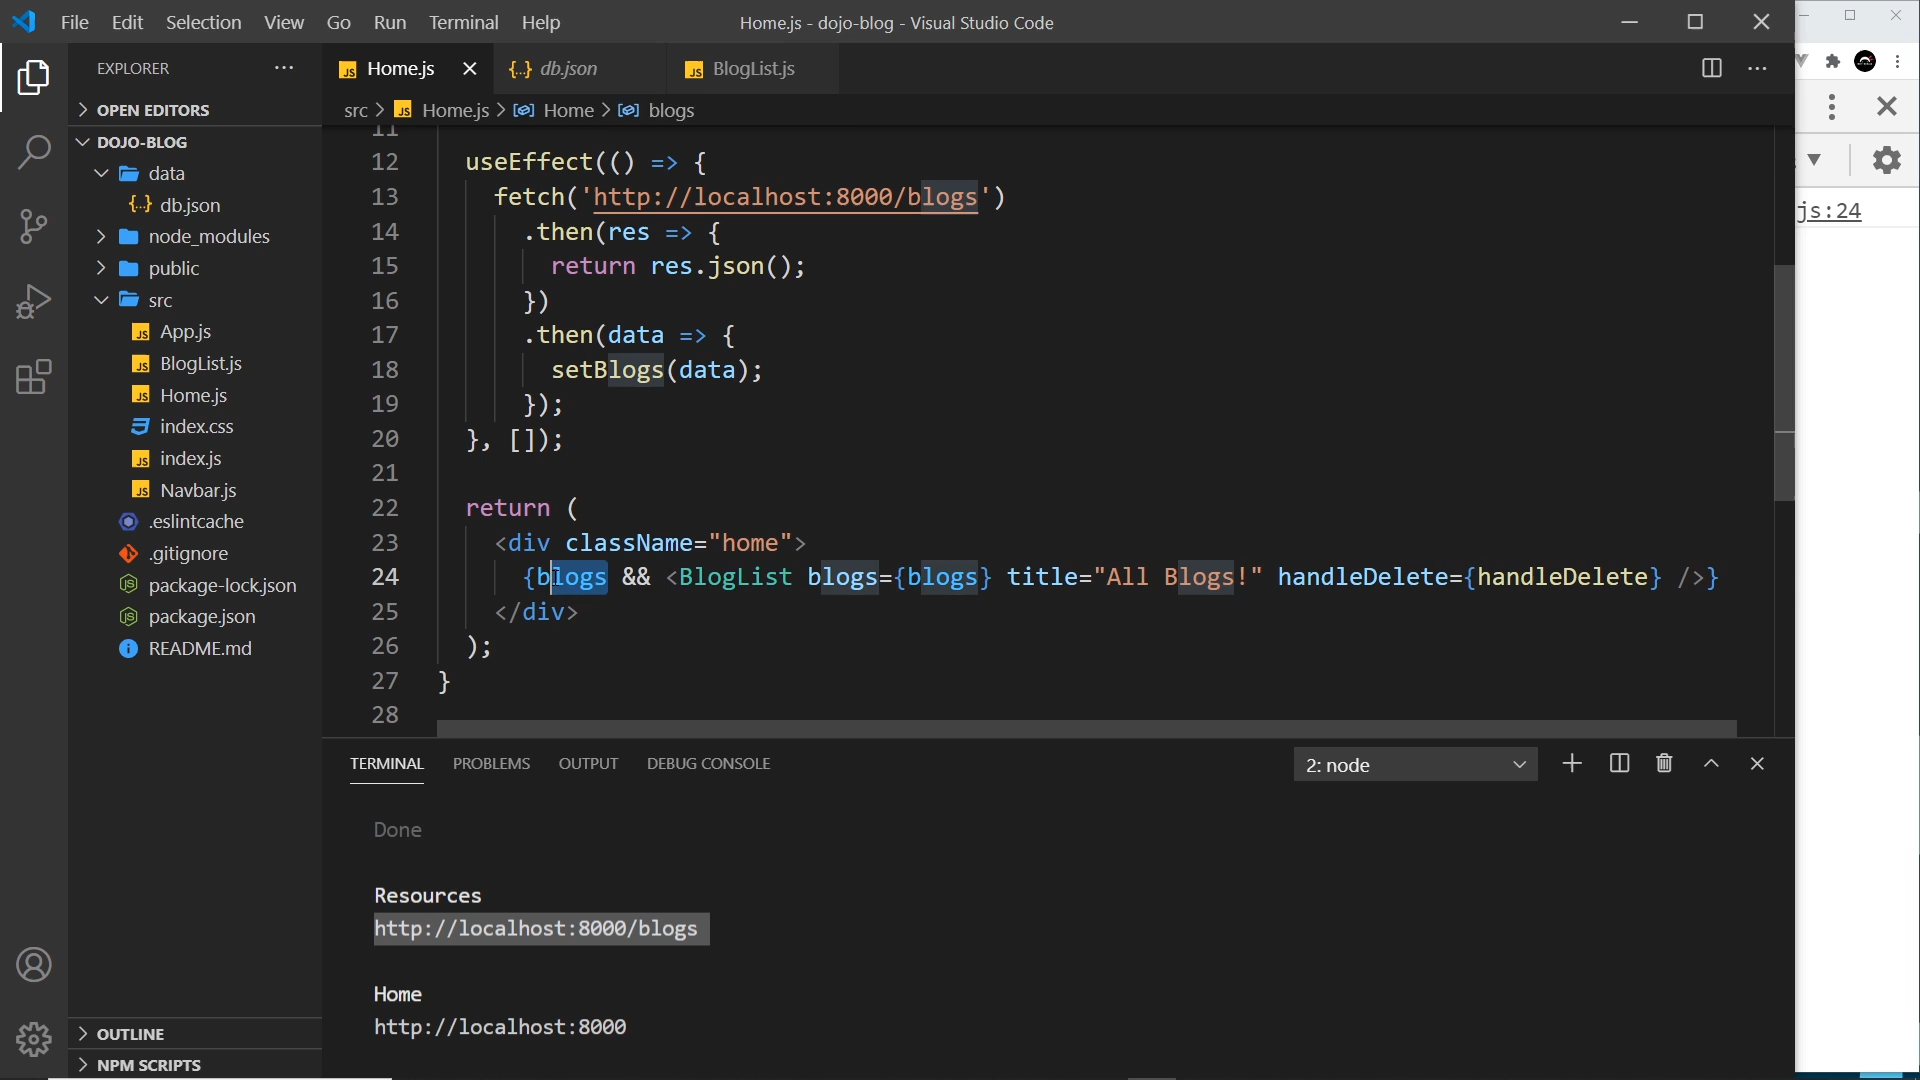 File Edit Selection View Go Run Terminal Help
Home.js - dojo-blog - Visual Studio Code
EXPLORER
OPEN EDITORS
DOJO-BLOG
data
db.json
node_modules
public
src
App.js
BlogList.js
Home.js
index.css
index.js
Navbar.js
.eslintcache
.gitignore
package-lock.json
package.json
README.md
OUTLINE
NPM SCRIPTS
Home.js db.json BlogList.js
src > Home.js > Home > blogs
11
12 useEffect(() => {
13 fetch('http://localhost:8000/blogs')
14 .then(res => {
15 return res.json();
16 })
17 .then(data => {
18 setBlogs(data);
19 });
20 }, []);
21
22 return (
23 <div className="home">
24 {blogs && <BlogList blogs={blogs} title="All Blogs!" handleDelete={handleDelete} />}
25 </div>
26 );
27 }
28
TERMINAL PROBLEMS OUTPUT DEBUG CONSOLE
2: node
Done
Resources
http://localhost:8000/blogs
Home
http://localhost:8000
js:24